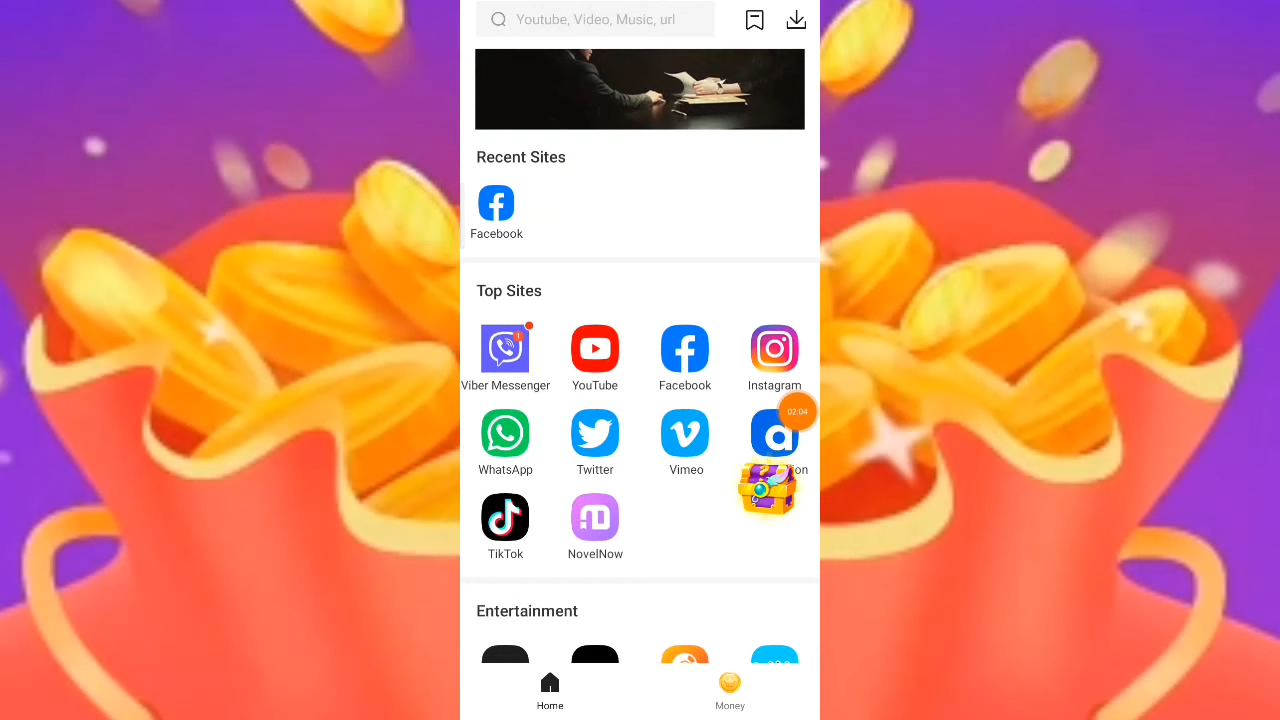 Youtube, Video, Music, url
Recent Sites
Facebook
Top Sites
Viber Messenger
YouTube
Facebook
Instagram
02:04
WhatsApp
Twitter
Vimeo
TikTok
NovelNow
Entertainment
Home
Money